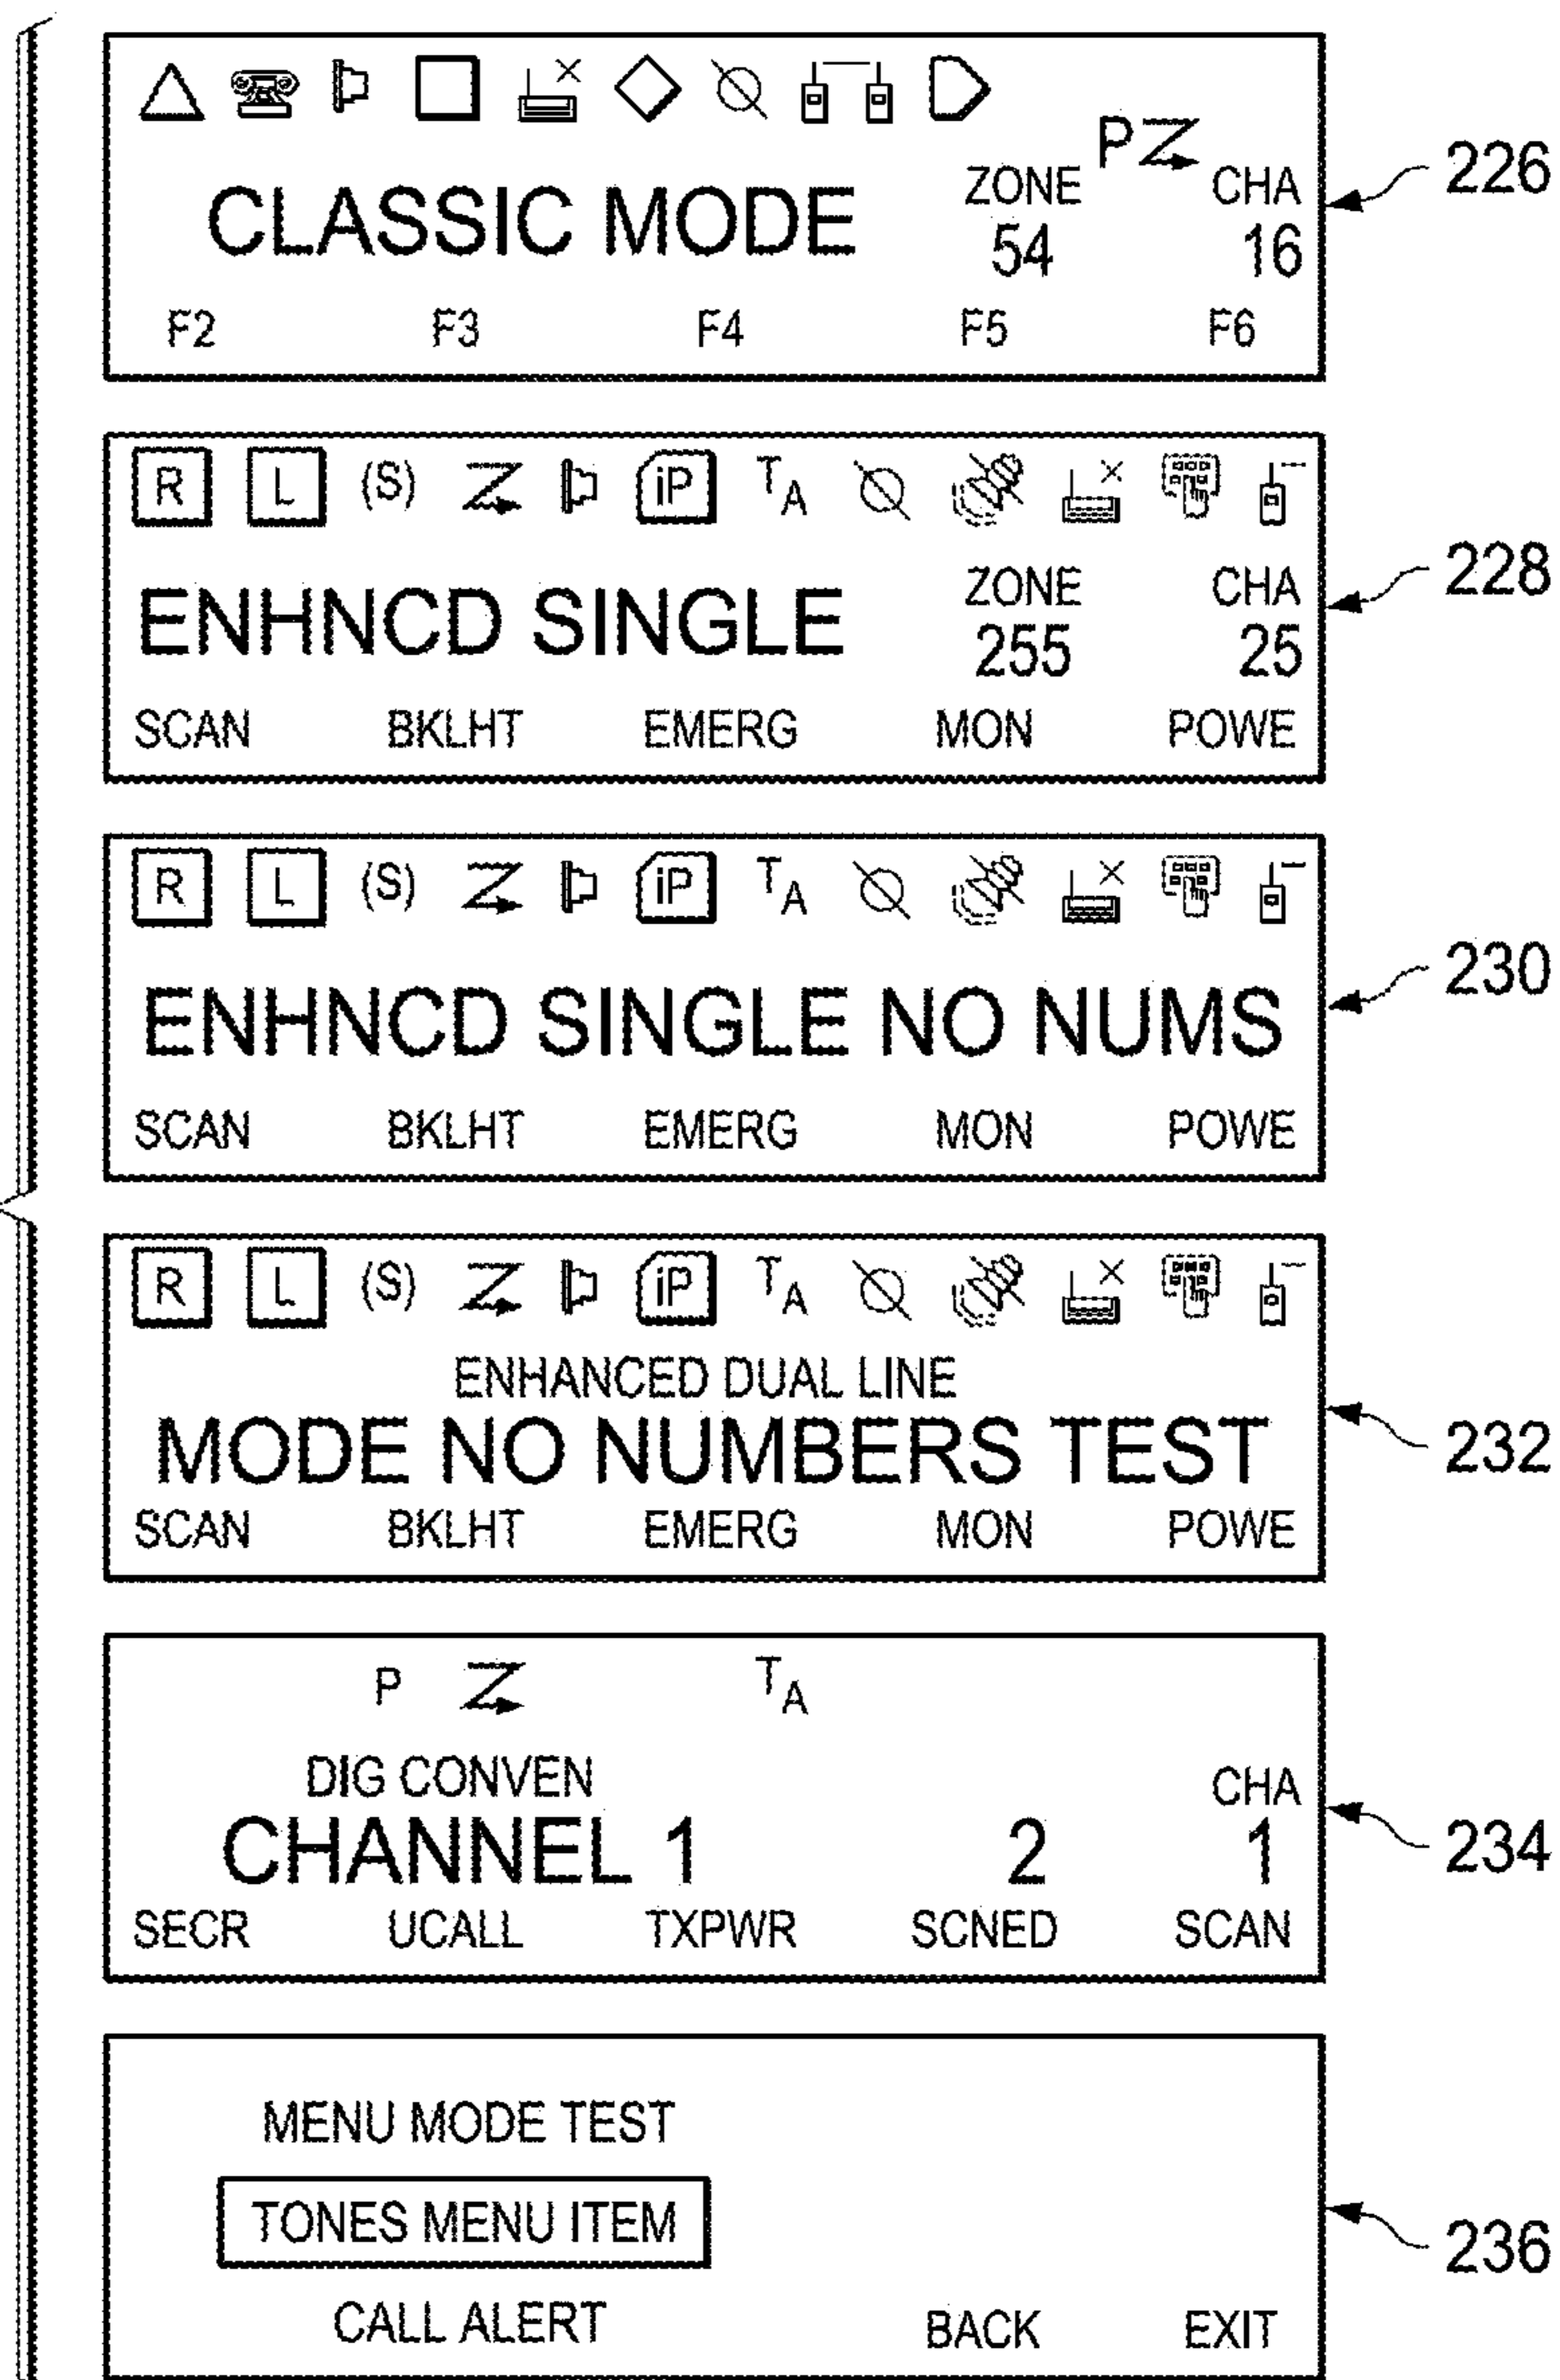 PZ
CLASSIC MODE ZONE 54 CHA 16
226
F2 F3 F4 F5 F6
R L (S) Z iP TA
ENHNCD SINGLE ZONE 255 CHA 25
228
SCAN BKLHT EMERG MON POWE
R L (S) Z iP TA
ENHNCD SINGLE NO NUMS
230
SCAN BKLHT EMERG MON POWE
R L (S) Z iP TA
ENHANCED DUAL LINE
MODE NO NUMBERS TEST
232
SCAN BKLHT EMERG MON POWE
P Z TA
DIG CONVEN CHA
CHANNEL 1 2 1
234
SECR UCALL TXPWR SCNED SCAN
MENU MODE TEST
TONES MENU ITEM
236
CALL ALERT BACK EXIT